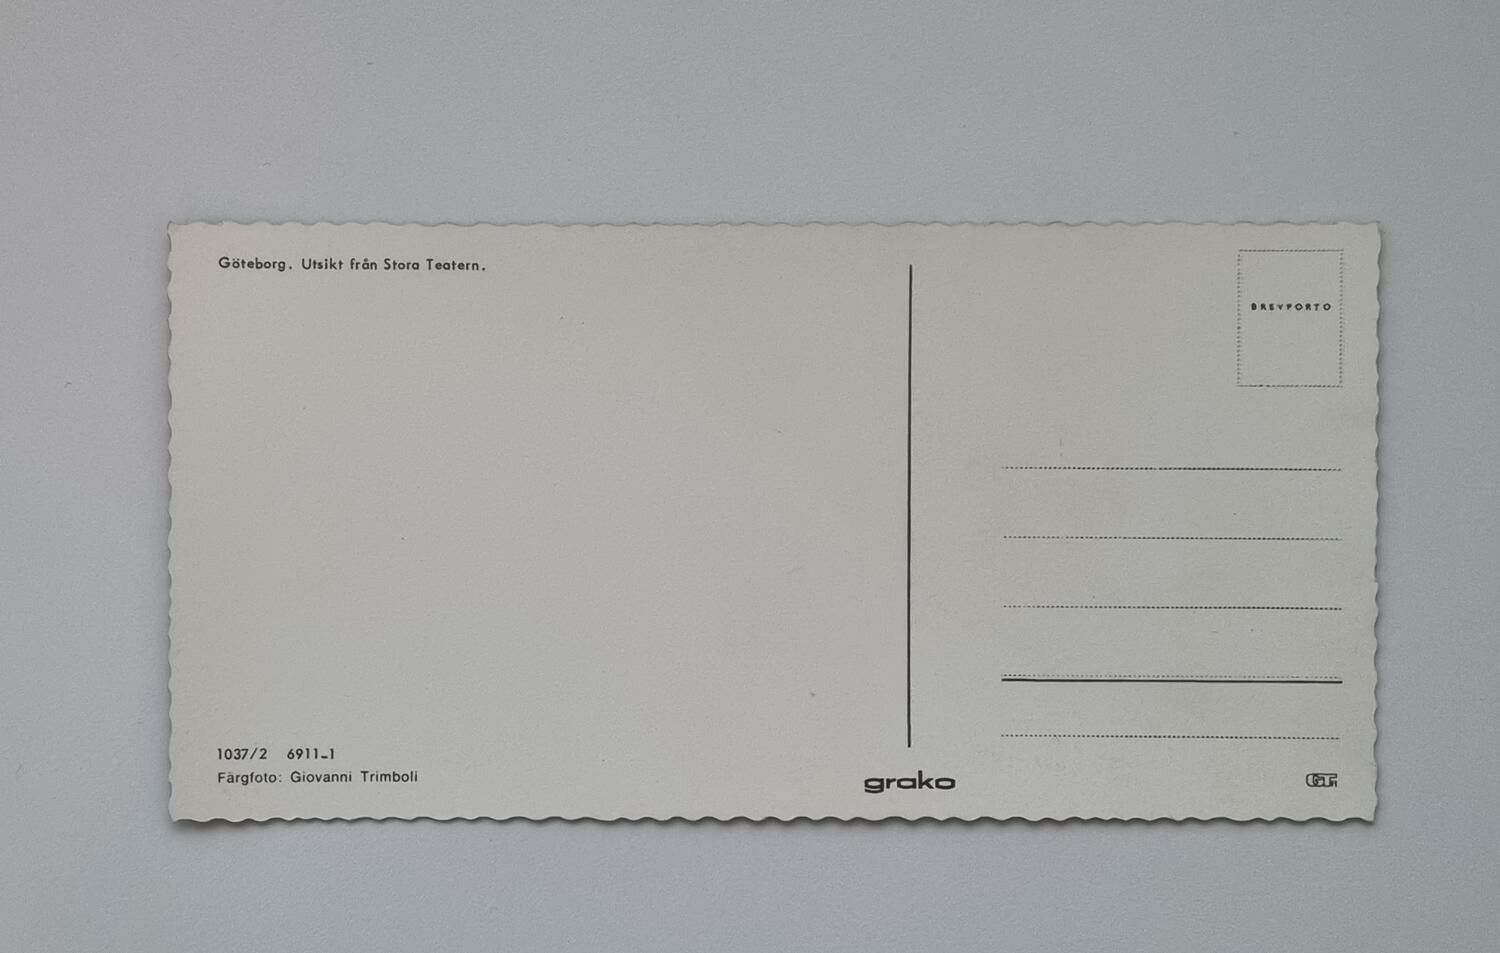 Göteborg. Utsikt från Stora Teatern.
BREVPORTO
1037/2 6911-1
Färgfoto: Giovanni Trimboli
grako